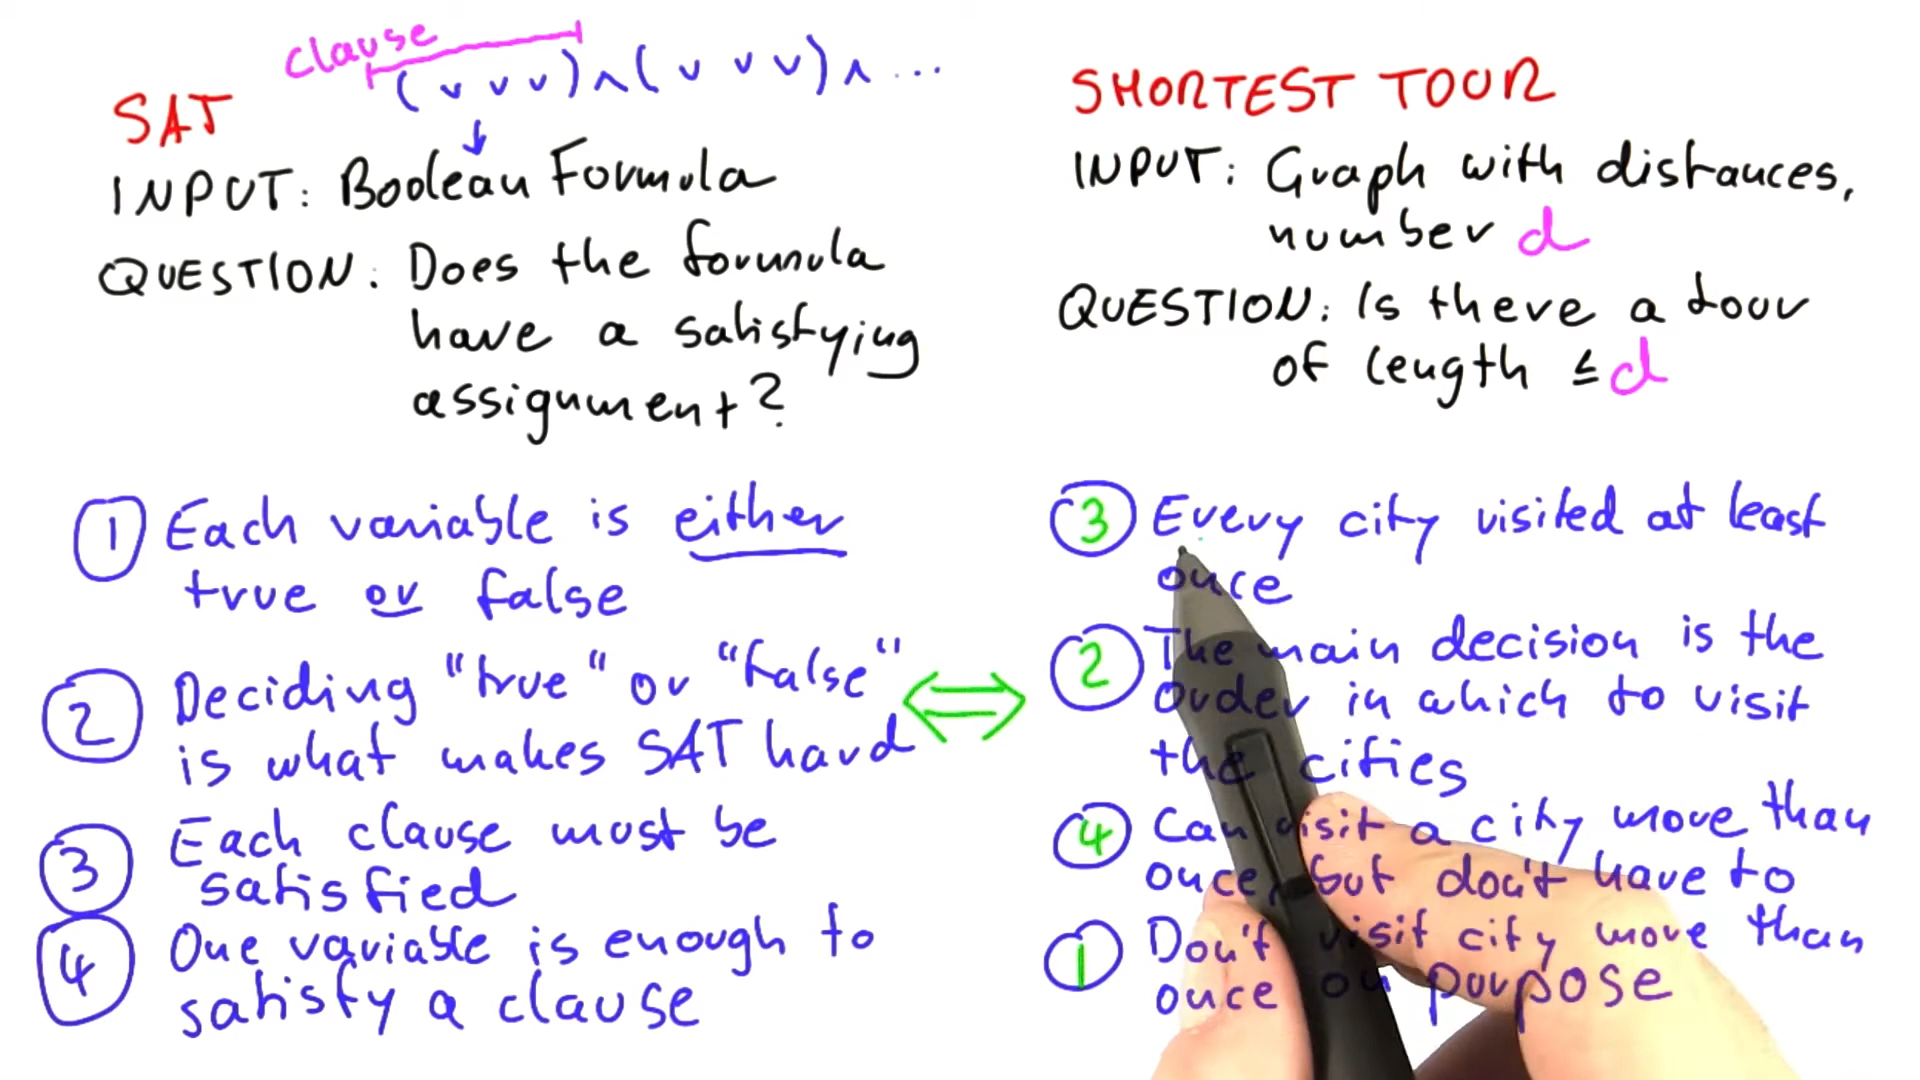 clause
(v v v)∧(v v v)∧ ...
SAT
INPUT: Boolean Formula
QUESTION: Does the formula
have a satisfying
assignment?
① Each variable is either
true or false
② Deciding "true" or "false"
is what makes SAT hard
③ Each clause must be
satisfied
④ One variable is enough to
satisfy a clause
SHORTEST TOUR
INPUT: Graph with distances,
number d
QUESTION: Is there a tour
of length ≤ d
③ Every city visited at least
once
② The main decision is the
order in which to visit
the cities
④ Can visit a city more than
once, but don't have to
① Don't visit city more than
once on purpose